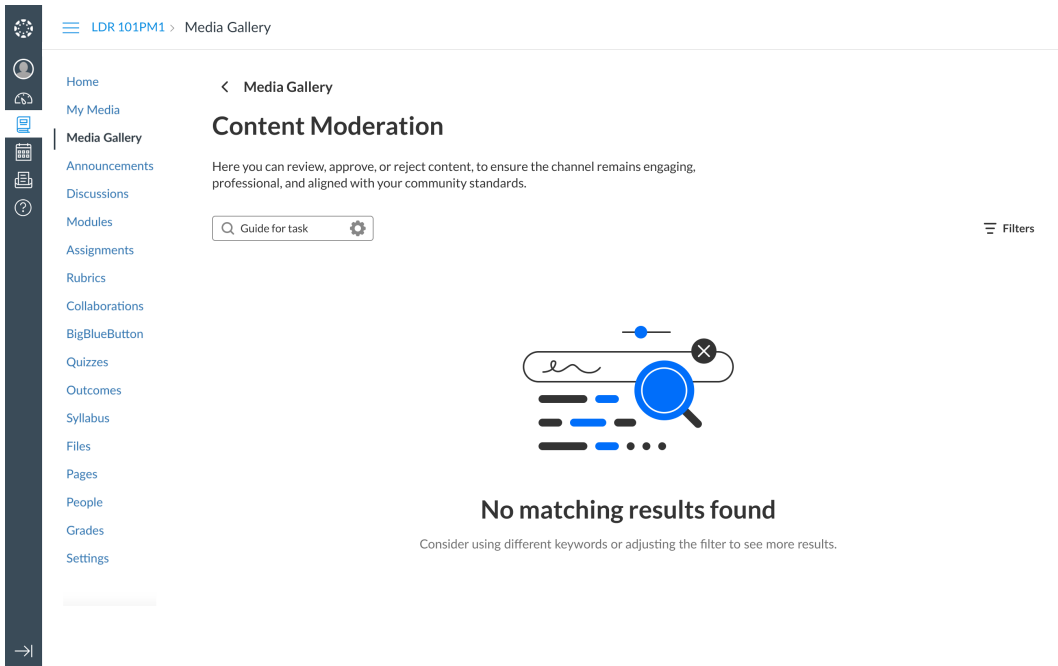 LDR 101PM1 > Media Gallery
Home
My Media
Media Gallery
Announcements
Discussions
Modules
Assignments
Rubrics
Collaborations
BigBlueButton
Quizzes
Outcomes
Syllabus
Files
Pages
People
Grades
Settings
Media Gallery
Content Moderation
Here you can review, approve, or reject content, to ensure the channel remains engaging,
professional, and aligned with your community standards.
Guide for task
Filters
No matching results found
Consider using different keywords or adjusting the filter to see more results.